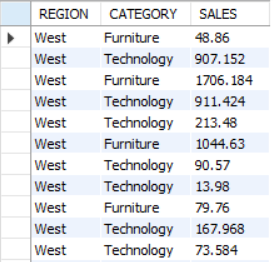 REGION CATEGORY SALES
West Furniture 48.86
West Technology 907.152
West Furniture 1706.184
West Technology 911.424
West Technology 213.48
West Furniture 1044.63
West Technology 90.57
West Technology 13.98
West Furniture 79.76
West Technology 167.968
West Technology 73.584